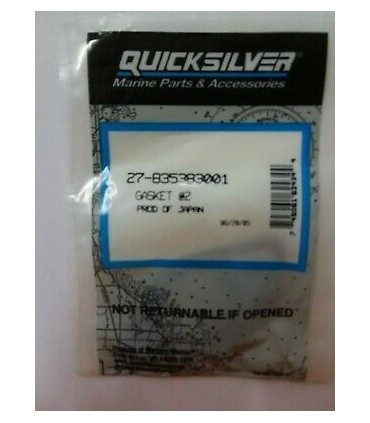 QUICKSILVER
Marine Parts & Accessories
27-835383001
GASKET @2
PROD OF JAPAN
NOT RETURNABLE IF OPENED